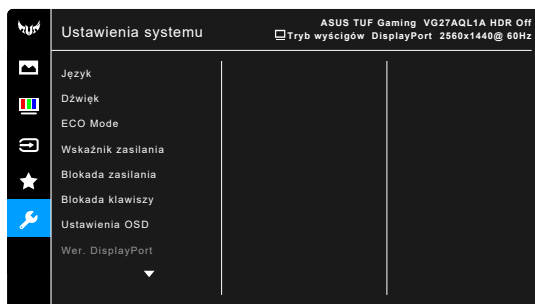 Ustawienia systemu
ASUS TUF Gaming VG27AQL1A HDR Off
Tryb wyścigów DisplayPort 2560x1440@ 60Hz
Język
Dźwięk
ECO Mode
Wskaźnik zasilania
Blokada zasilania
Blokada klawiszy
Ustawienia OSD
Wer. DisplayPort